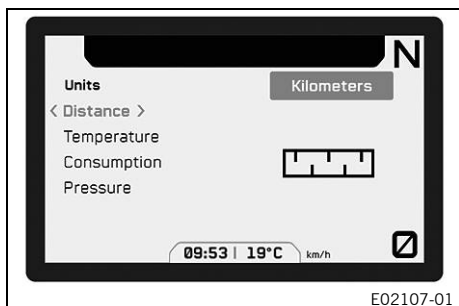 N
Units
Kilometers
< Distance >
Temperature
Consumption
Pressure
09:53 | 19°C km/h
E02107-01